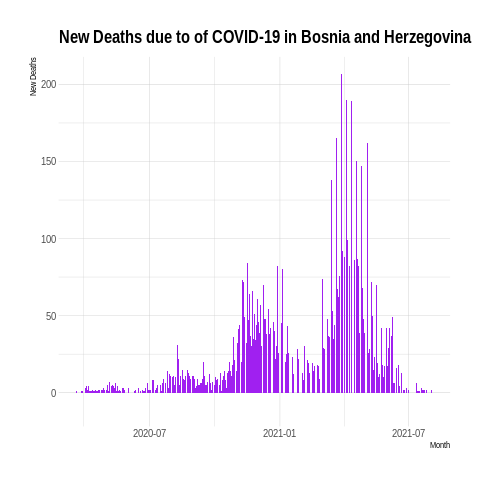 New Deaths due to of COVID-19 in Bosnia and Herzegovina
New Deaths
200
150
100
50
0
2020-07 2021-01 2021-07
Month